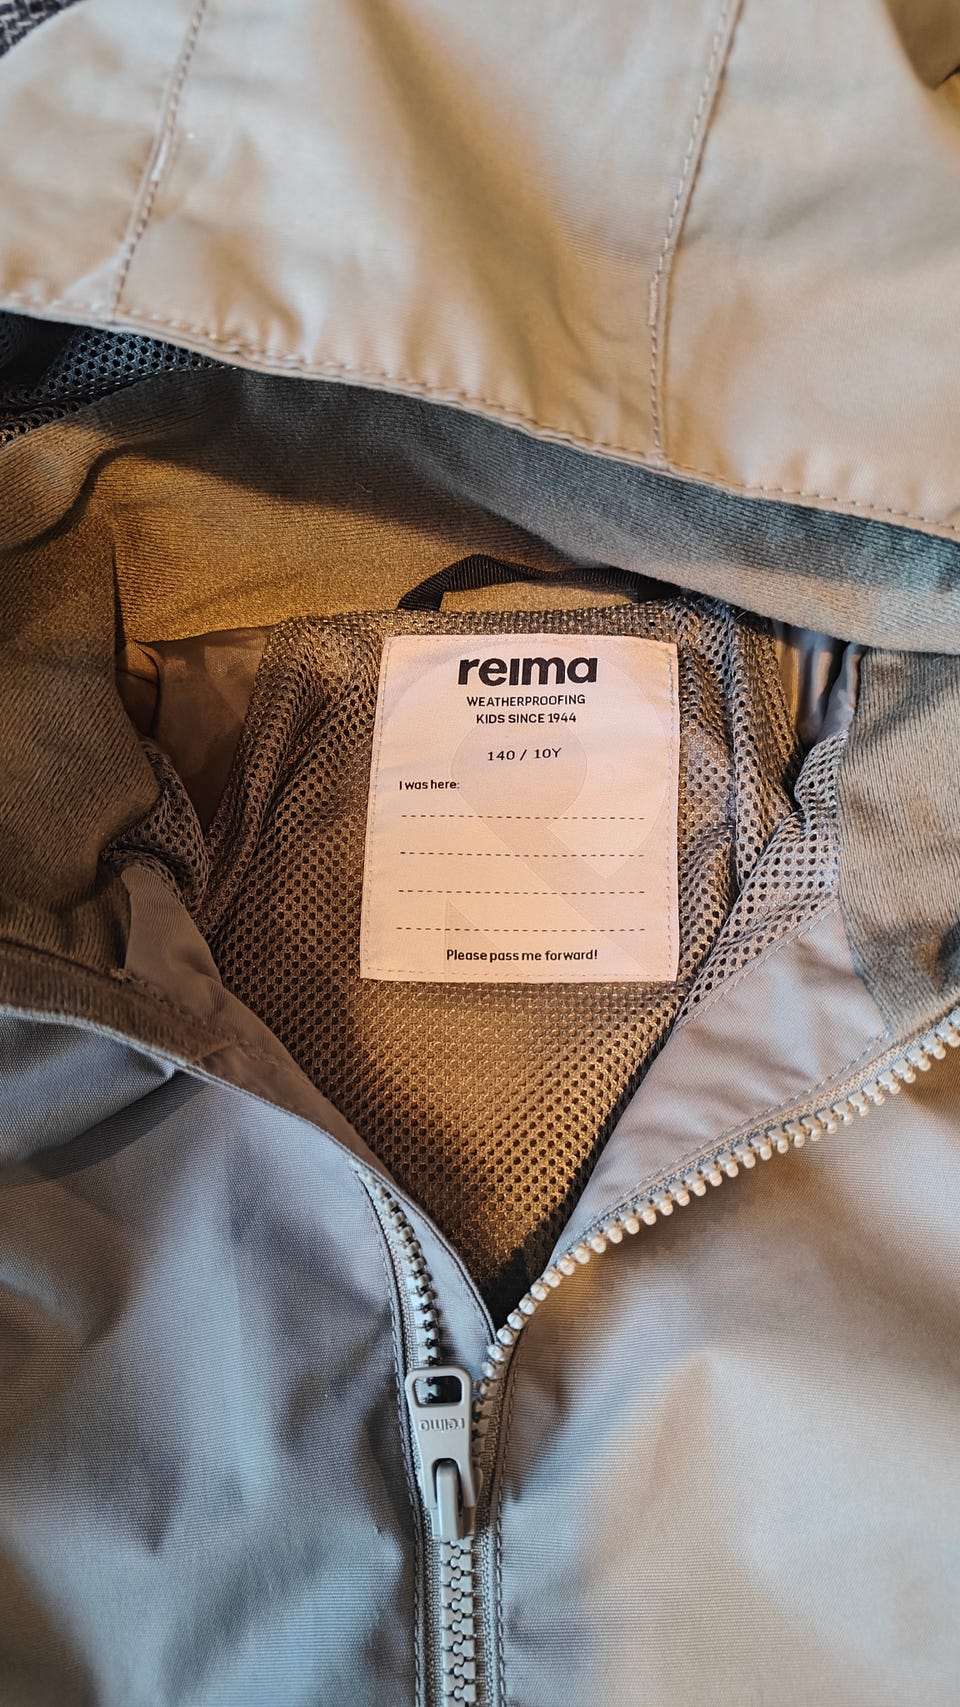 reima
WEATHERPROOFING
KIDS SINCE 1944
140 / 10Y
I was here:
Please pass me forward!
reima